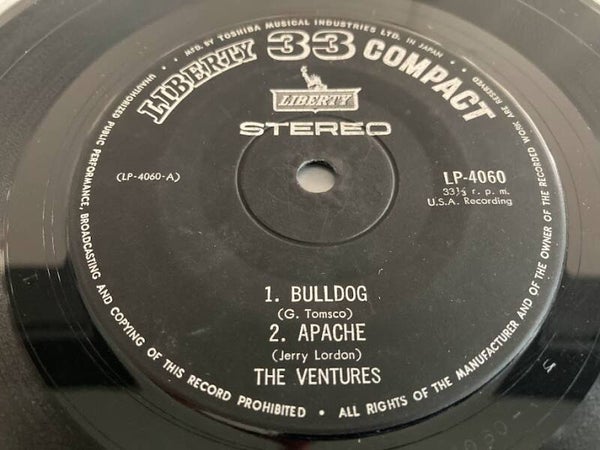 • MFG. BY TOSHIBA MUSICAL INDUSTRIES LTD. IN JAPAN •
LIBERTY 33 COMPACT
LIBERTY
STEREO
(LP-4060-A)
LP-4060
33⅓ r. p. m.
U.S.A. Recording
1. BULLDOG
(G. Tomsco)
2. APACHE
(Jerry Lordon)
THE VENTURES
UNAUTHORIZED PUBLIC PERFORMANCE, BROADCASTING AND COPYING OF THIS RECORD PROHIBITED • ALL RIGHTS OF THE MANUFACTURER AND OF THE OWNER OF THE RECORDED WORK ARE RESERVED